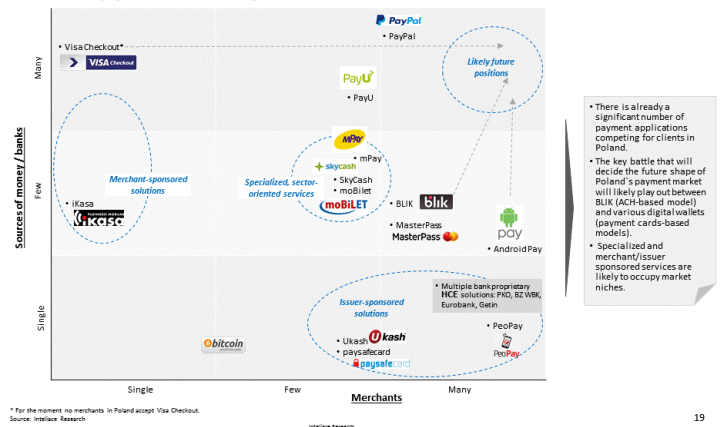 PayPal
• PayPal
• Visa Checkout*
VISA Checkout
Likely future
positions
PayU
• PayU
Many
mPAY
• mPay
skycash
• SkyCash
• moBilet
moBiLET
Specialized, sector-
oriented services
Merchant-sponsored
solutions
• iKasa
ikasa
• BLIK
blik
• MasterPass
MasterPass
pay
• Android Pay
Few
Sources of money / banks
Issuer-sponsored
solutions
• Multiple bank proprietary
HCE solutions: PKO, BZ WBK,
Eurobank, Getin
• PeoPay
PeoPay
bitcoin
• Ukash
Ukash
• paysafecard
paysafecard
Single
Single
Few
Many
Merchants
• There is already a
significant number of
payment applications
competing for clients in
Poland.
• The key battle that will
decide the future shape of
Poland`s payment market
will likely play out between
BLIK (ACH-based model)
and various digital wallets
(payment cards-based
models).
• Specialized and
merchant/issuer
sponsored services are
likely to occupy market
niches.
* For the moment no merchants in Poland accept Visa Checkout.
Source: Inteliace Research
Inteliace Research
19